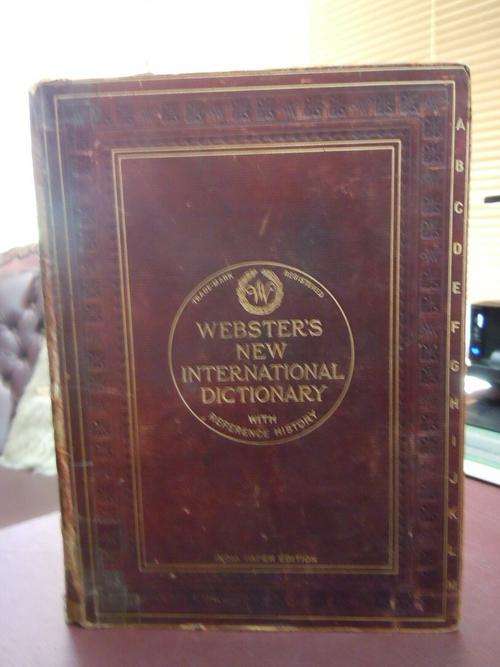 TRADE-MARK REGISTERED
W
WEBSTER'S
NEW
INTERNATIONAL
DICTIONARY
WITH
REFERENCE HISTORY
INDIA PAPER EDITION
A
B
C
D
E
F
G
H
I
J
K
L
M